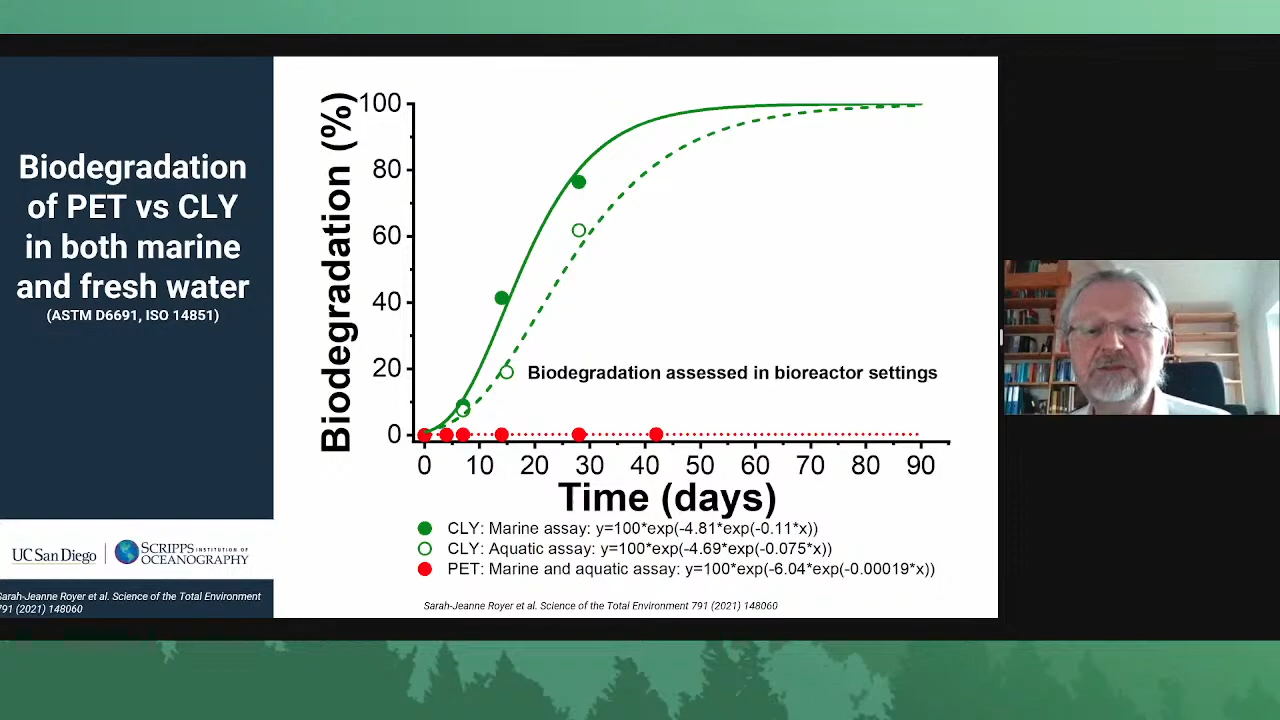 Biodegradation
of PET vs CLY
in both marine
and fresh water
(ASTM D6691, ISO 14851)
UC San Diego
SCRIPPS INSTITUTION OF
OCEANOGRAPHY
Sarah-Jeanne Royer et al. Science of the Total Environment
791 (2021) 148060
Biodegradation (%)
100
80
60
40
20
0
Biodegradation assessed in bioreactor settings
0 10 20 30 40 50 60 70 80 90
Time (days)
CLY: Marine assay: y=100*exp(-4.81*exp(-0.11*x))
CLY: Aquatic assay: y=100*exp(-4.69*exp(-0.075*x))
PET: Marine and aquatic assay: y=100*exp(-6.04*exp(-0.00019*x))
Sarah-Jeanne Royer et al. Science of the Total Environment 791 (2021) 148060